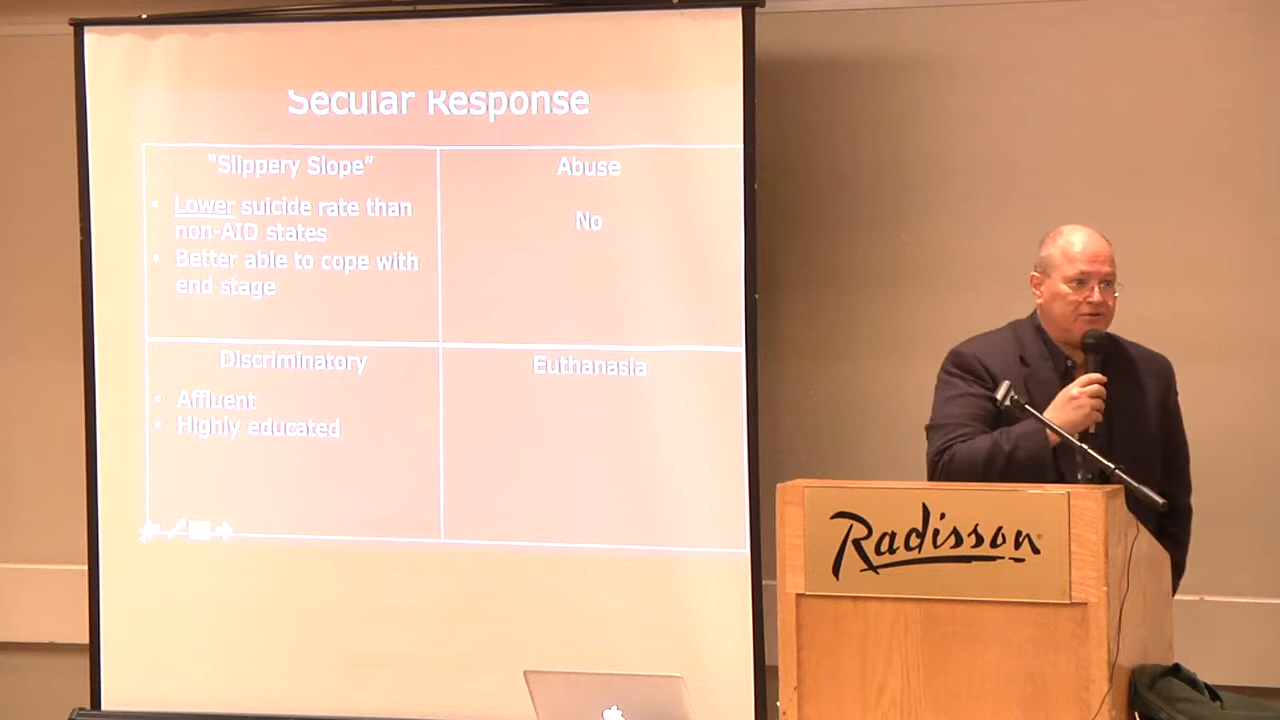 Secular Response
"Slippery Slope"
• Lower suicide rate than
non-AID states
• Better able to cope with
end stage
Abuse
No
Discriminatory
• Affluent
• Highly educated
Euthanasia
Radisson